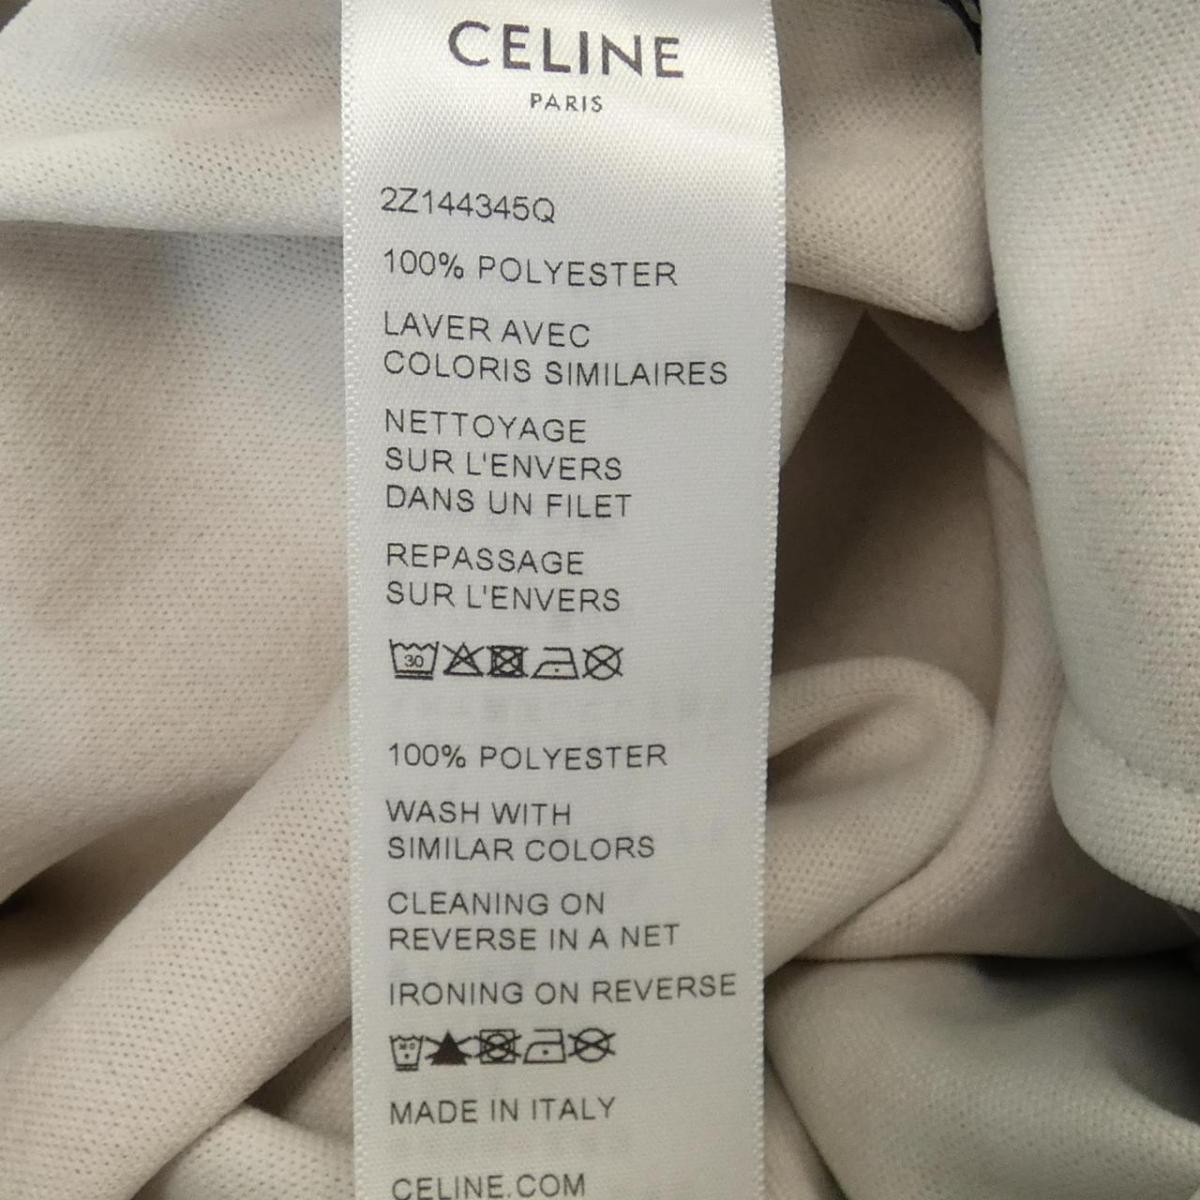 CELINE
PARIS
2Z144345Q
100% POLYESTER
LAVER AVEC
COLORIS SIMILAIRES
NETTOYAGE
SUR L'ENVERS
DANS UN FILET
REPASSAGE
SUR L'ENVERS
30
100% POLYESTER
WASH WITH
SIMILAR COLORS
CLEANING ON
REVERSE IN A NET
IRONING ON REVERSE
MADE IN ITALY
CELINE.COM